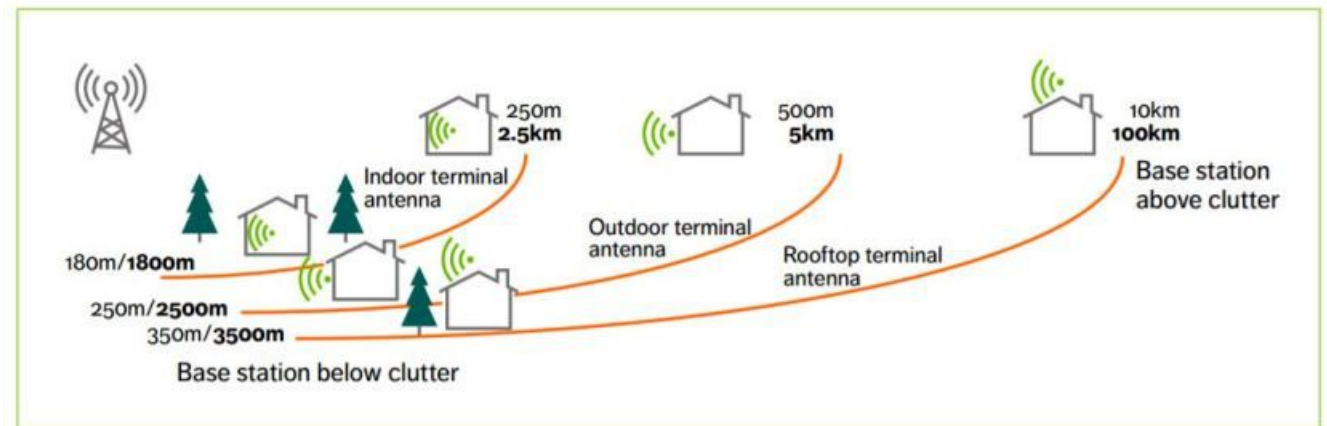 250m
2.5km
500m
5km
10km
100km
Base station
above clutter
Indoor terminal
antenna
Outdoor terminal
antenna
Rooftop terminal
antenna
180m/1800m
250m/2500m
350m/3500m
Base station below clutter